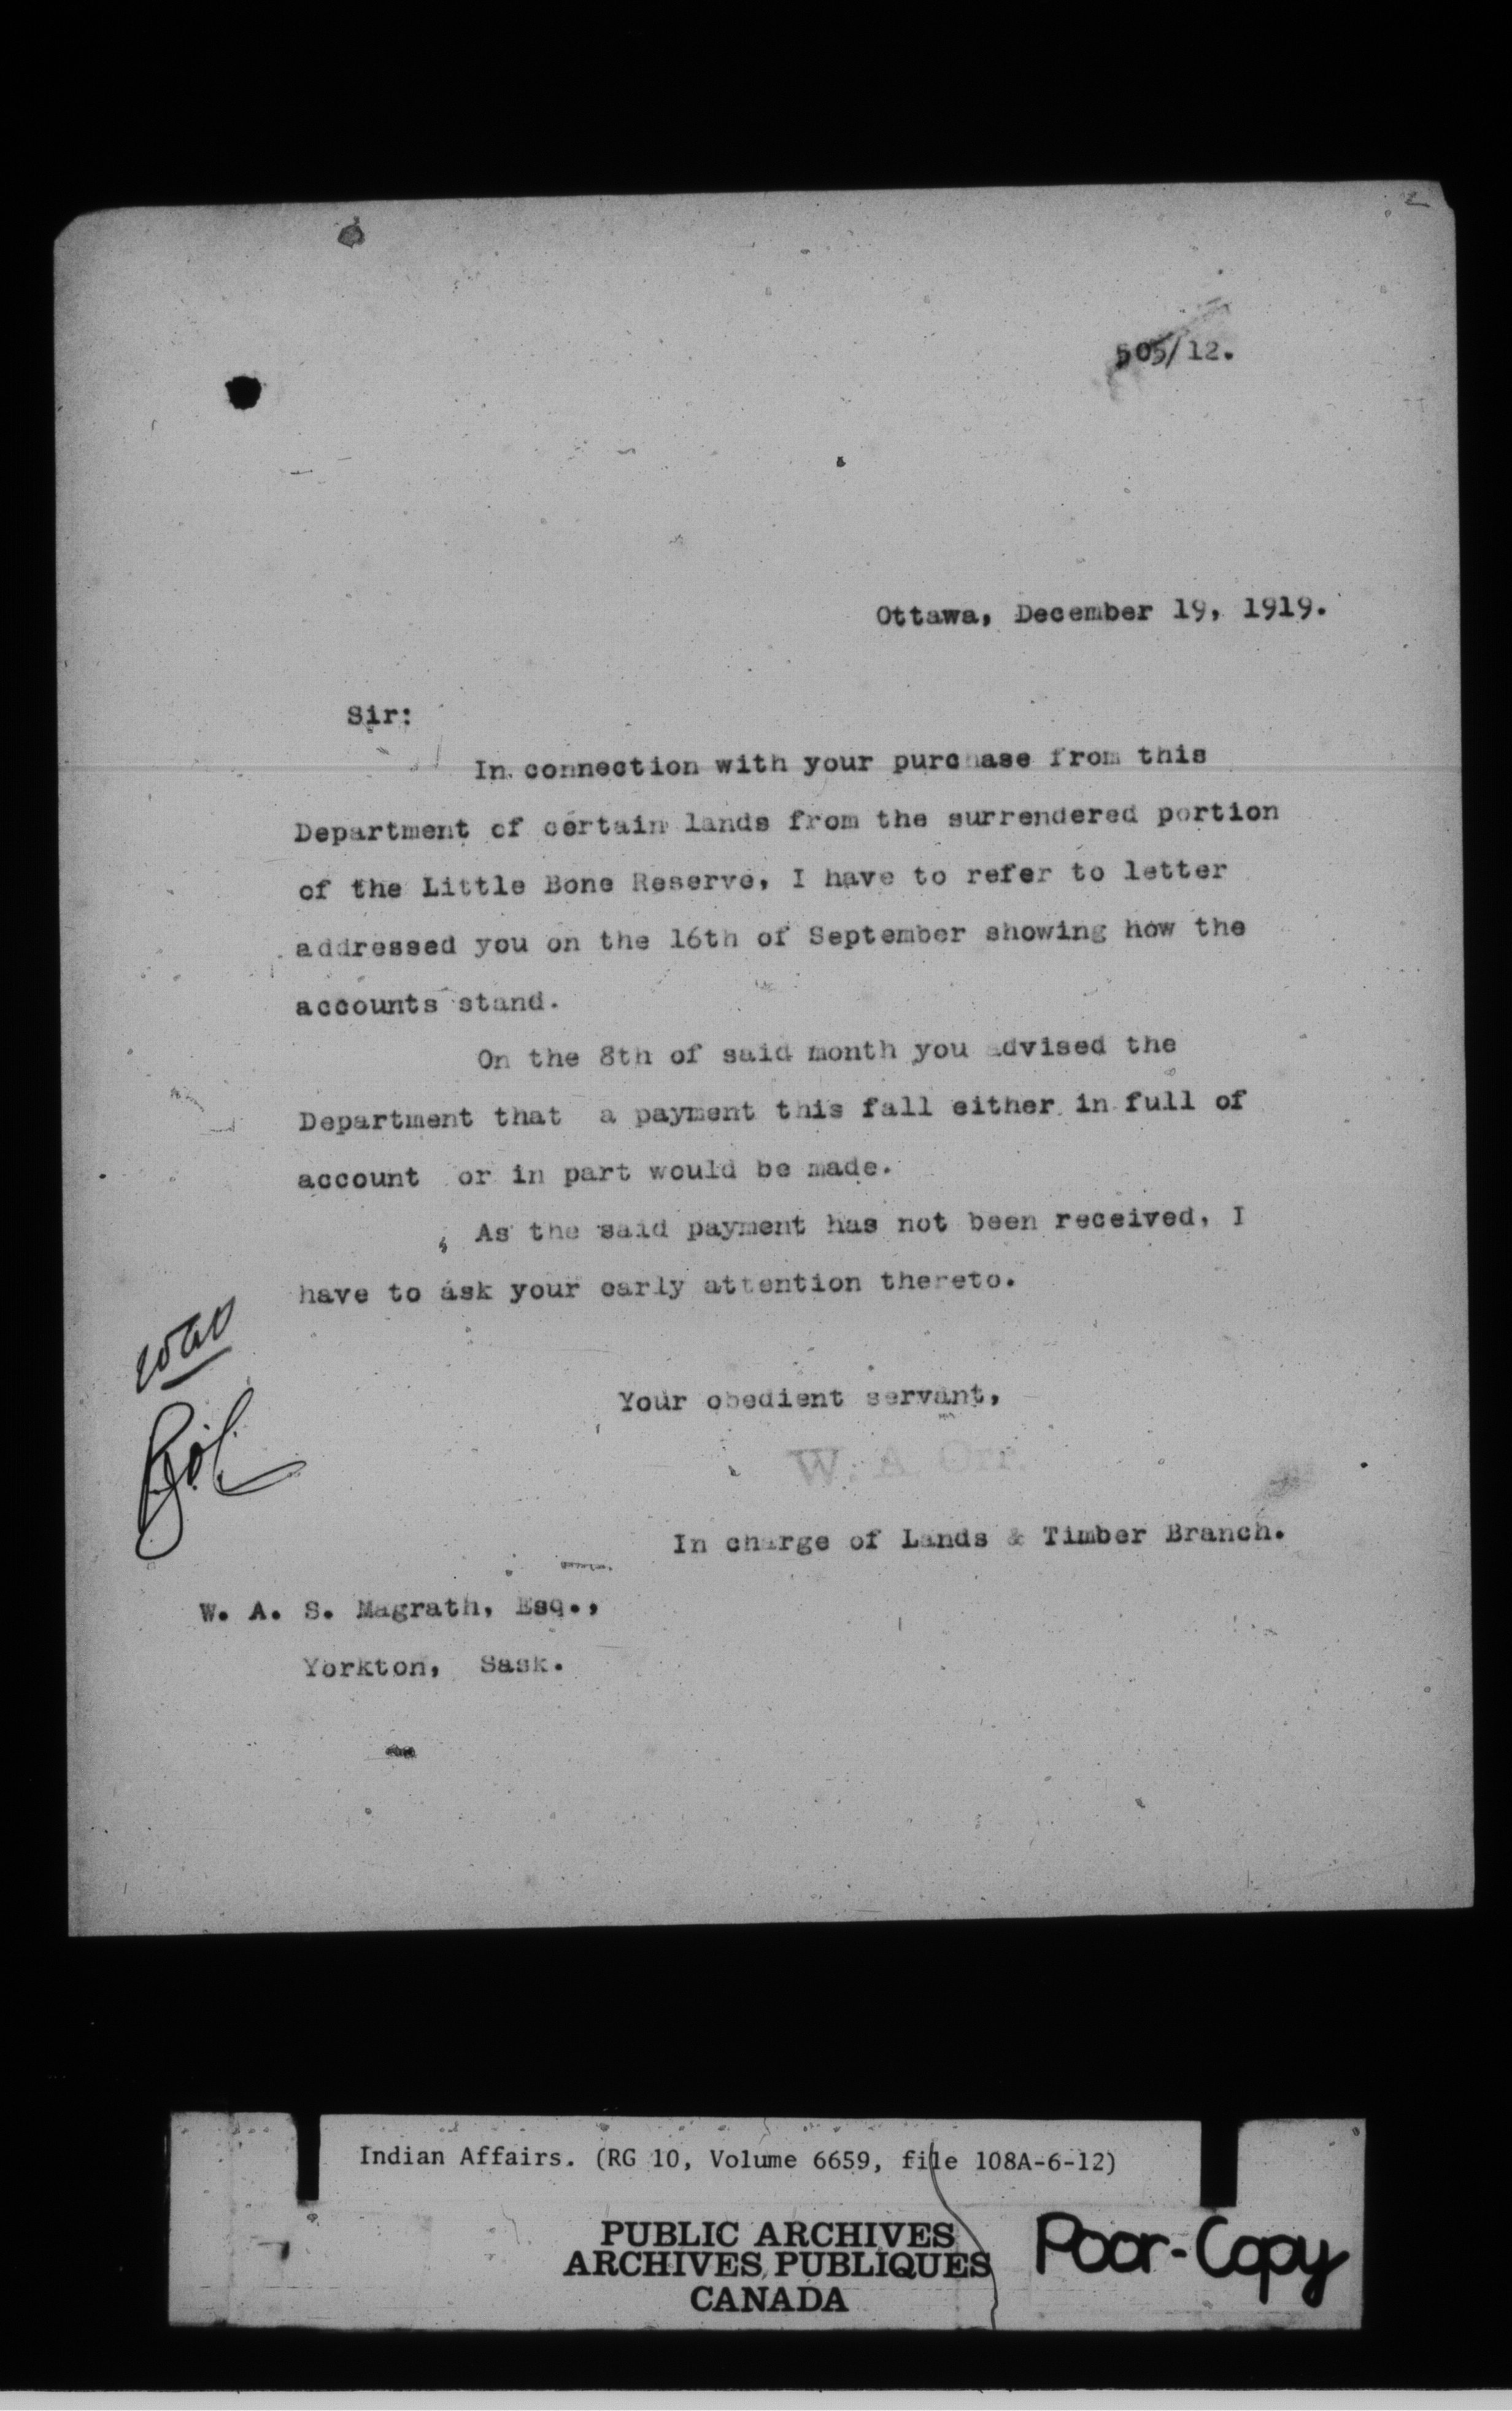 505/12.
Ottawa, December 19, 1919.
Sir:
In connection with your purchase from this
Department of certain lands from the surrendered portion
of the Little Bone Reserve, I have to refer to letter
addressed you on the 16th of September showing how the
accounts stand.
On the 8th of said month you advised the
Department that a payment this fall either in full of
account or in part would be made.
As the said payment has not been received, I
have to ask your early attention thereto.
Your obedient servant,
W. A. Orr.
In charge of Lands & Timber Branch.
W. A. S. Magrath, Esq.,
Yorkton, Sask.
Indian Affairs. (RG 10, Volume 6659, file 108A-6-12)
PUBLIC ARCHIVES
ARCHIVES PUBLIQUES
CANADA
Poor-Copy